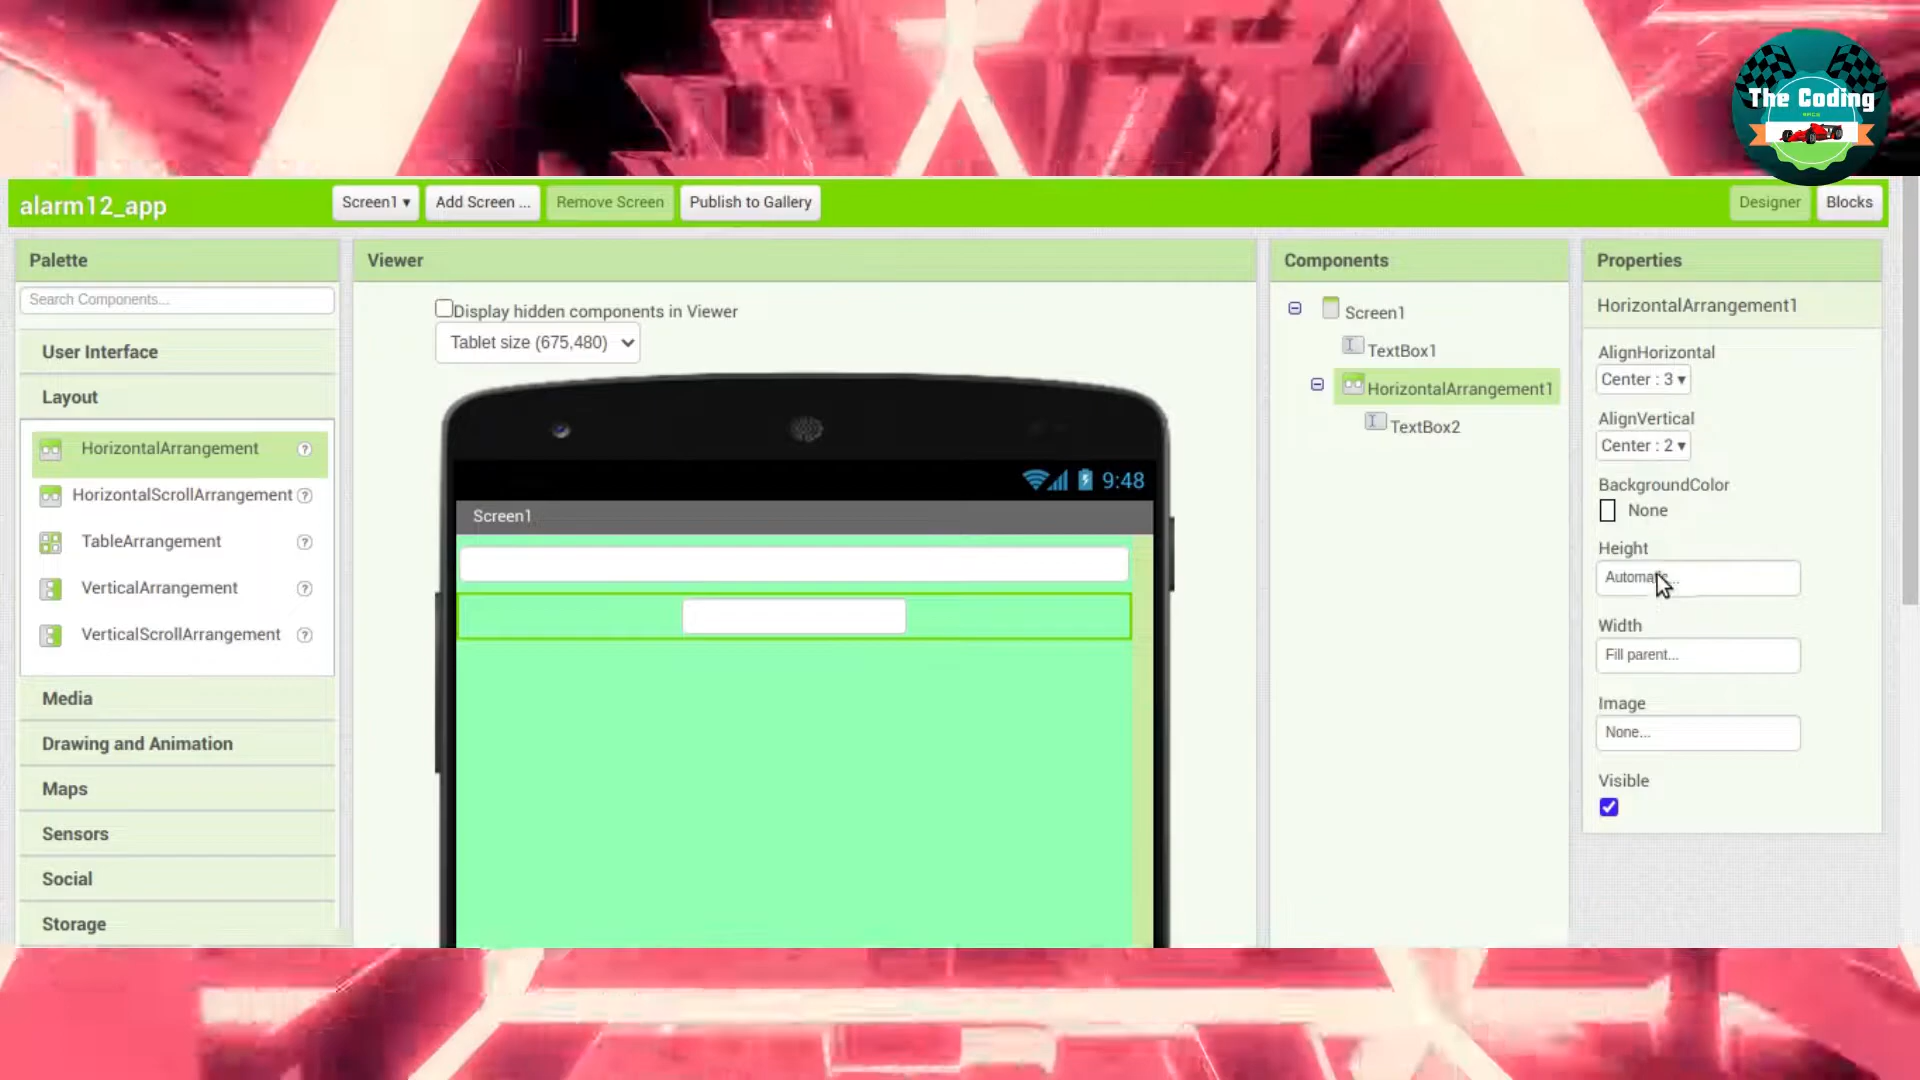 The Coding
RACE
alarm12_app
Screen1 ▾
Add Screen ...
Remove Screen
Publish to Gallery
Designer
Blocks
Palette
Search Components...
User Interface
Layout
HorizontalArrangement ?
HorizontalScrollArrangement ?
TableArrangement ?
VerticalArrangement ?
VerticalScrollArrangement ?
Media
Drawing and Animation
Maps
Sensors
Social
Storage
Viewer
Display hidden components in Viewer
Tablet size (675,480)
9:48
Screen1
Components
Screen1
TextBox1
HorizontalArrangement1
TextBox2
Properties
HorizontalArrangement1
AlignHorizontal
Center : 3 ▾
AlignVertical
Center : 2 ▾
BackgroundColor
None
Height
Automatic...
Width
Fill parent...
Image
None...
Visible